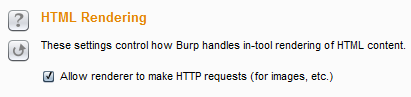 ?
HTML Rendering
These settings control how Burp handles in-tool rendering of HTML content.
Allow renderer to make HTTP requests (for images, etc.)